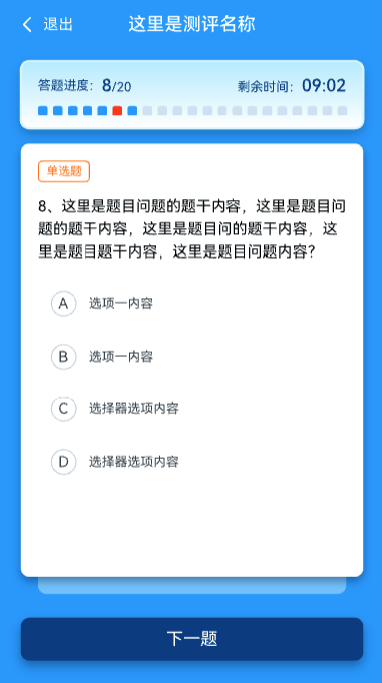 退出
这里是测评名称
答题进度：8/20
剩余时间：09:02
单选题
8、这里是题目问题的题干内容，这里是题目问
题的题干内容，这里是题目问的题干内容，这
里是题目题干内容，这里是题目问题内容？
A 选项一内容
B 选项一内容
C 选择器选项内容
D 选择器选项内容
下一题